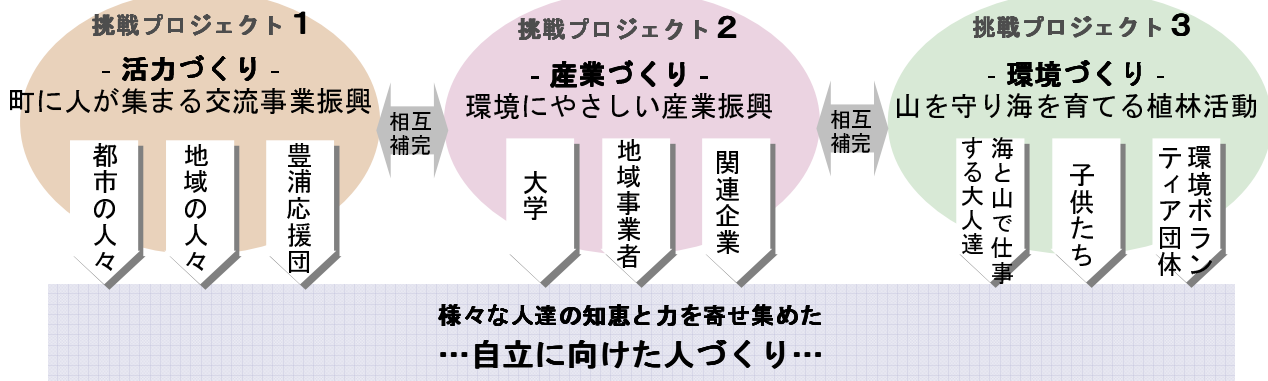 挑戦プロジェクト 1
- 活力づくり -
町に人が集まる交流事業振興
都市の人々
地域の人々
豊浦応援団
相互
補完
挑戦プロジェクト 2
- 産業づくり -
環境にやさしい産業振興
大学
地域事業者
関連企業
相互
補完
挑戦プロジェクト 3
- 環境づくり -
山を守り海を育てる植林活動
海と山で仕事
する大人達
子供たち
環境ボラン
ティア団体
様々な人達の知恵と力を寄せ集めた
…自立に向けた人づくり…